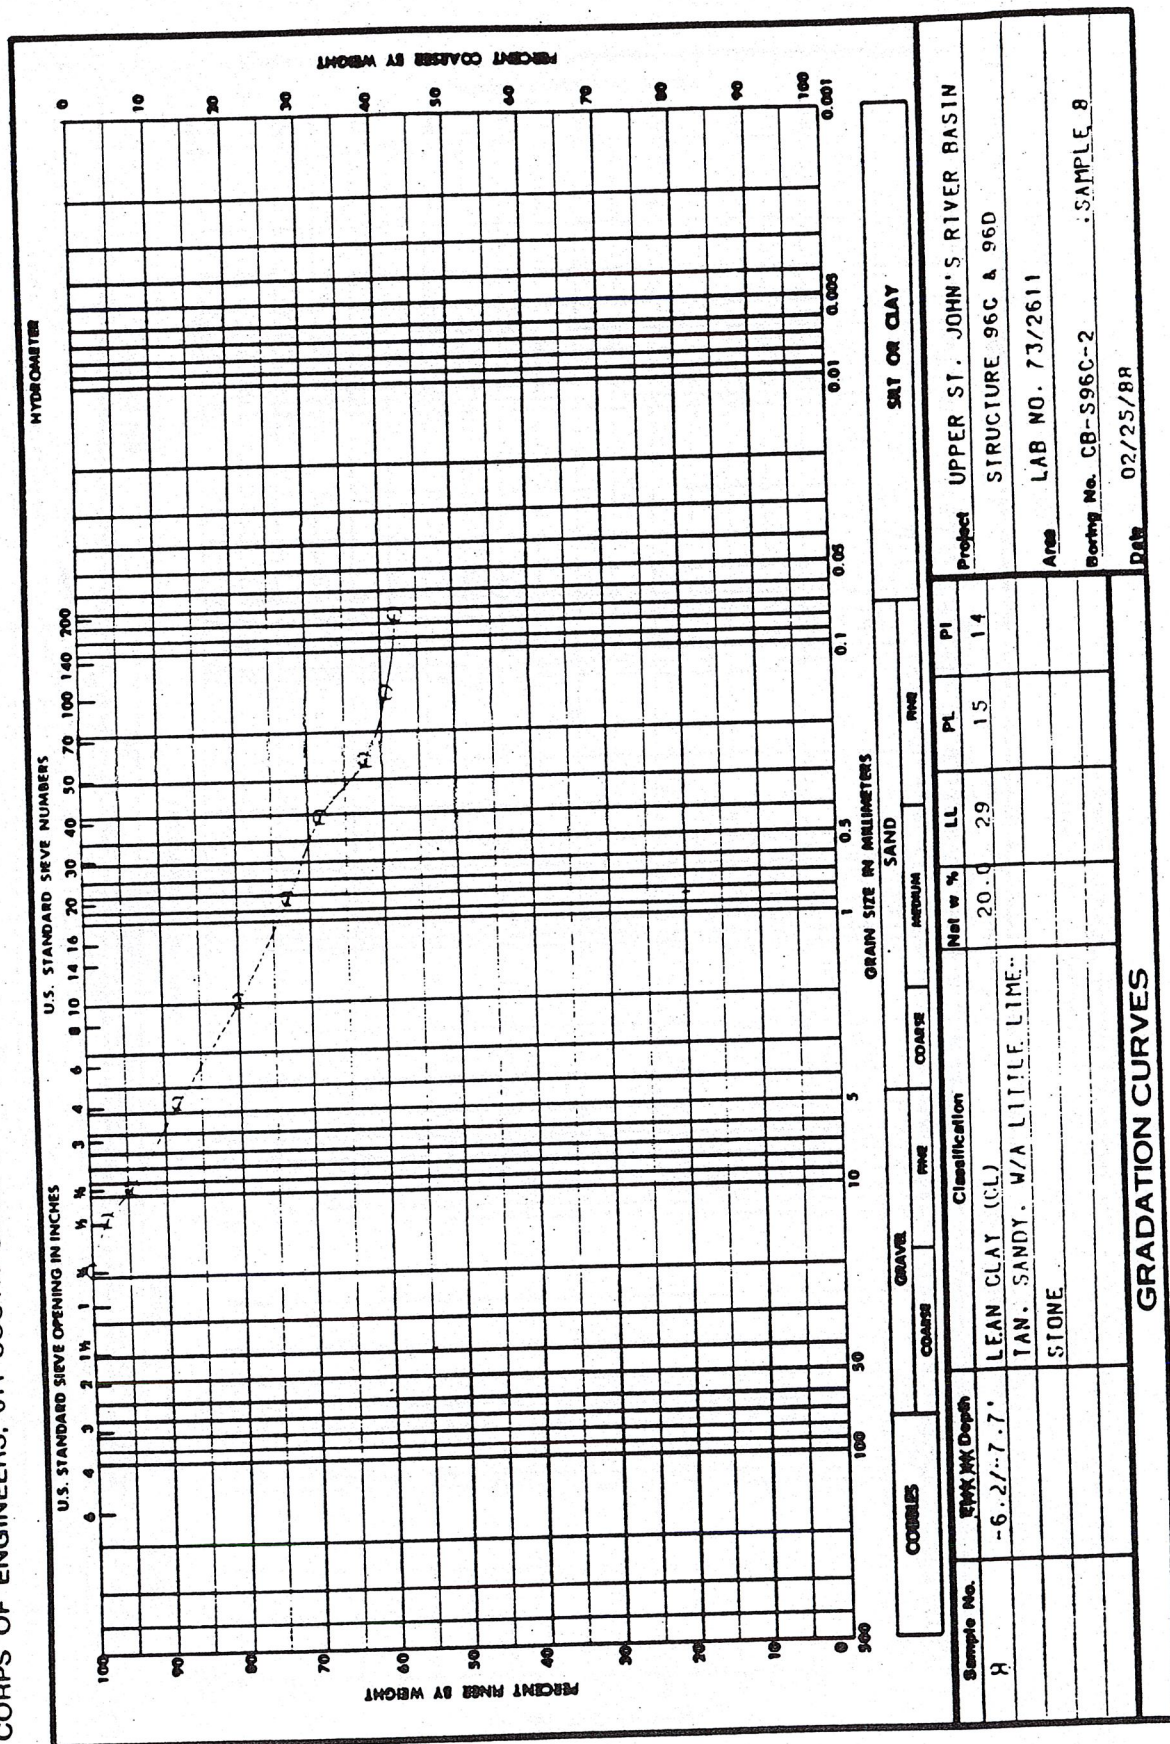 CORPS OF ENGINEERS,
U.S. STANDARD SIEVE OPENING IN INCHES
U.S. STANDARD SIEVE NUMBERS
HYDROMETER
6 4 3 2 1½ 1 ¾ ½ ⅜ 3 4 6 8 10 14 16 20 30 40 50 70 100 140 200
PERCENT FINER BY WEIGHT
100
90
80
70
60
50
40
30
20
10
0
PERCENT COARSER BY WEIGHT
0
10
20
30
40
50
60
70
80
90
100
500 100 50 10 5 1 0.5 0.1 0.05 0.01 0.005 0.001
GRAIN SIZE IN MILLIMETERS
COBBLES
GRAVEL
COARSE FINE
SAND
COARSE MEDIUM FINE
SILT OR CLAY
Sample No. Depth Classification Nat w % LL PL PI
-6.2/-7.7' LEAN CLAY (CL) 20.0 29 15 14
TAN, SANDY, W/A LITTLE LIME-
STONE
Project UPPER ST. JOHN'S RIVER BASIN
STRUCTURE 96C & 96D
LAB NO. 73/2611
Area
Boring No. CB-S96C-2 :SAMPLE 8
Date 02/25/88
GRADATION CURVES